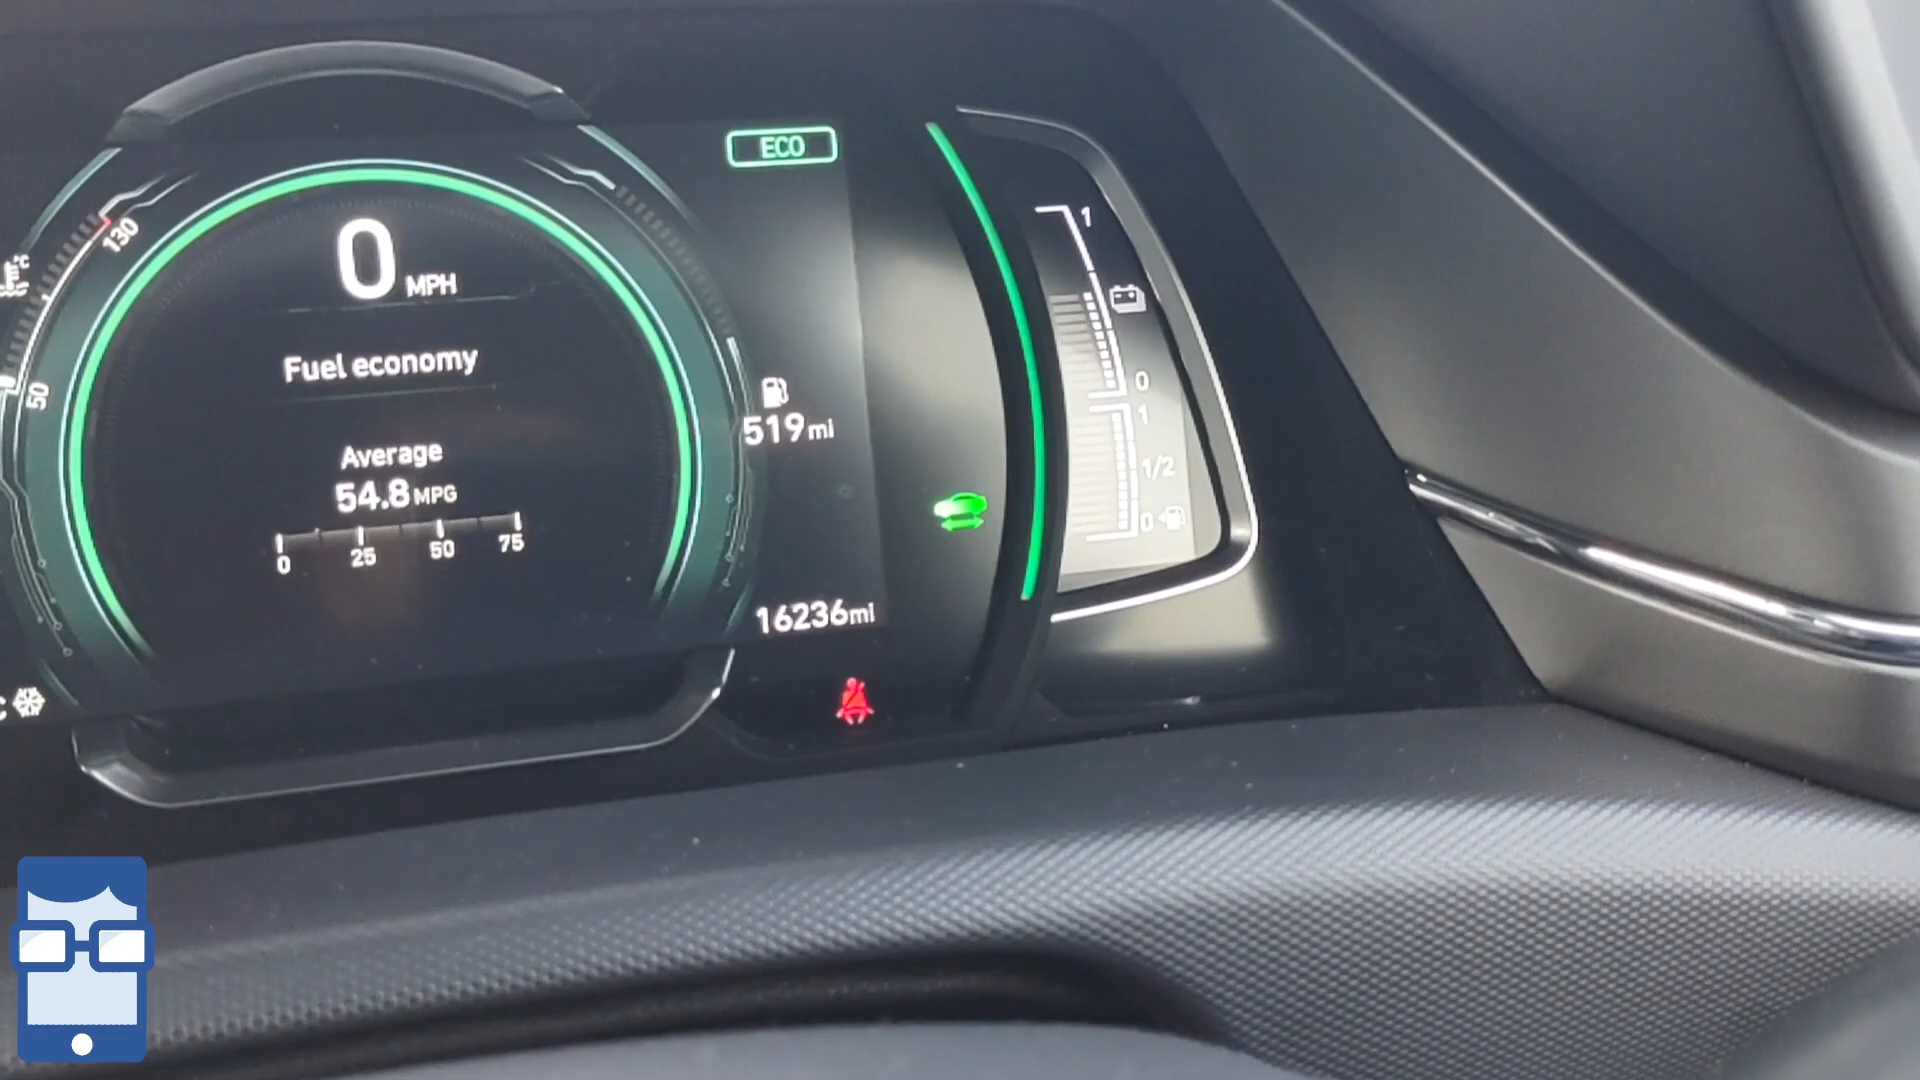 ECO
130
0 MPH
1
Fuel economy
50
0
519mi
1
Average
54.8 MPG
1/2
0
0 25 50 75
16236mi
°C